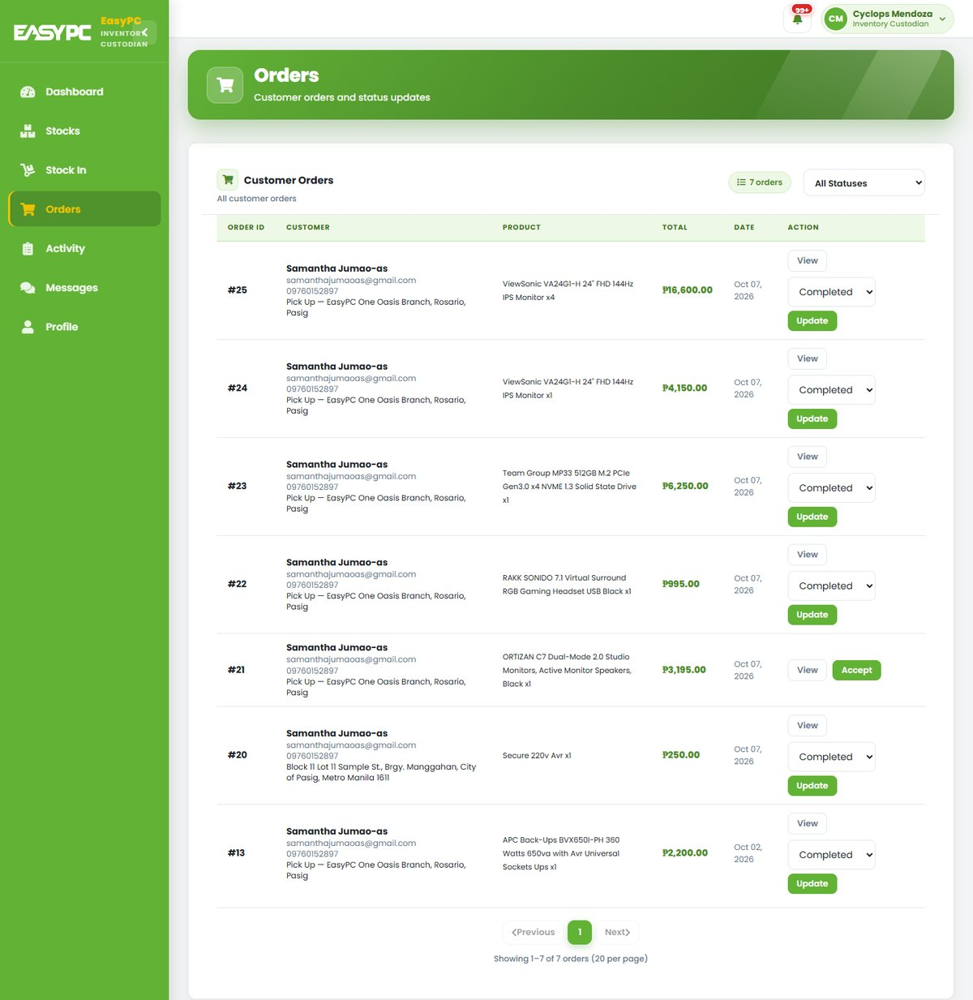 EASYPC
EasyPC
INVENTORY
CUSTODIAN
Dashboard
Stocks
Stock In
Orders
Activity
Messages
Profile
99+
CM
Cyclops Mendoza
Inventory Custodian
Orders
Customer orders and status updates
Customer Orders
All customer orders
7 orders
All Statuses
ORDER ID CUSTOMER PRODUCT TOTAL DATE ACTION
#25
Samantha Jumao-as
samanthajumaoas@gmail.com
09760152897
Pick Up — EasyPC One Oasis Branch, Rosario,
Pasig
ViewSonic VA24G1-H 24" FHD 144Hz
IPS Monitor x4
₱16,600.00
Oct 07,
2026
View
Completed
Update
#24
Samantha Jumao-as
samanthajumaoas@gmail.com
09760152897
Pick Up — EasyPC One Oasis Branch, Rosario,
Pasig
ViewSonic VA24G1-H 24" FHD 144Hz
IPS Monitor x1
₱4,150.00
Oct 07,
2026
View
Completed
Update
#23
Samantha Jumao-as
samanthajumaoas@gmail.com
09760152897
Pick Up — EasyPC One Oasis Branch, Rosario,
Pasig
Team Group MP33 512GB M.2 PCIe
Gen3.0 x4 NVME 1.3 Solid State Drive
x1
₱6,250.00
Oct 07,
2026
View
Completed
Update
#22
Samantha Jumao-as
samanthajumaoas@gmail.com
09760152897
Pick Up — EasyPC One Oasis Branch, Rosario,
Pasig
RAKK SONIDO 7.1 Virtual Surround
RGB Gaming Headset USB Black x1
₱995.00
Oct 07,
2026
View
Completed
Update
#21
Samantha Jumao-as
samanthajumaoas@gmail.com
09760152897
Pick Up — EasyPC One Oasis Branch, Rosario,
Pasig
ORTIZAN C7 Dual-Mode 2.0 Studio
Monitors, Active Monitor Speakers,
Black x1
₱3,195.00
Oct 07,
2026
View
Accept
#20
Samantha Jumao-as
samanthajumaoas@gmail.com
09760152897
Block 11 Lot 11 Sample St., Brgy. Manggahan, City
of Pasig, Metro Manila 1611
Secure 220v Avr x1
₱250.00
Oct 07,
2026
View
Completed
Update
#13
Samantha Jumao-as
samanthajumaoas@gmail.com
09760152897
Pick Up — EasyPC One Oasis Branch, Rosario,
Pasig
APC Back-Ups BVX650I-PH 360
Watts 650va with Avr Universal
Sockets Ups x1
₱2,200.00
Oct 02,
2026
View
Completed
Update
Previous 1 Next
Showing 1–7 of 7 orders (20 per page)